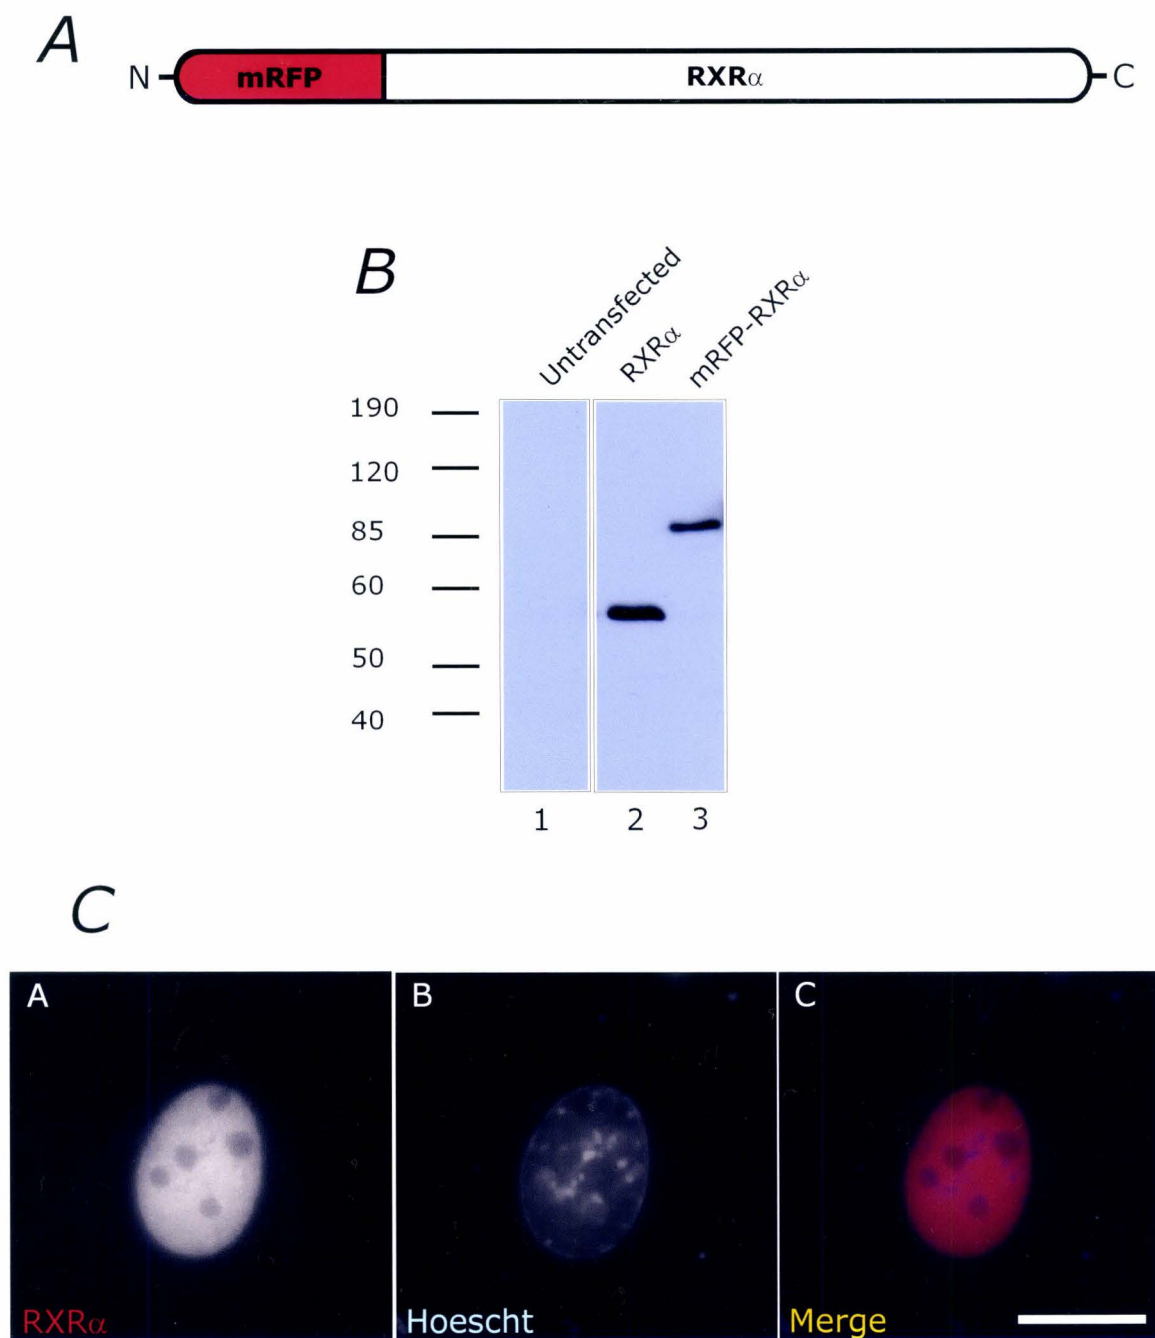 A
N mRFP RXRα C
B
Untransfected
RXRα
mRFP-RXRα
190
120
85
60
50
40
1 2 3
C
A B C
RXRα Hoescht Merge